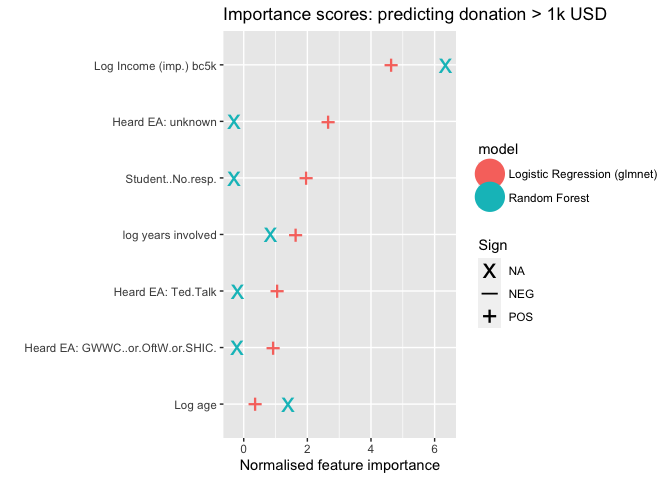 Importance scores: predicting donation > 1k USD
Log Income (imp.) bc5k
Heard EA: unknown
Student..No.resp.
log years involved
Heard EA: Ted.Talk
Heard EA: GWWC..or.OftW.or.SHIC.
Log age
0 2 4 6
Normalised feature importance
model
Logistic Regression (glmnet)
Random Forest
Sign
NA
NEG
POS